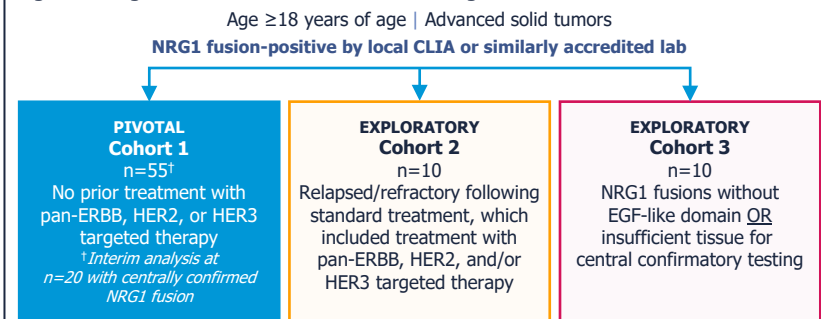 Age ≥18 years of age | Advanced solid tumors
NRG1 fusion-positive by local CLIA or similarly accredited lab
PIVOTAL
Cohort 1
n=55†
No prior treatment with
pan-ERBB, HER2, or HER3
targeted therapy
†Interim analysis at
n=20 with centrally confirmed
NRG1 fusion
EXPLORATORY
Cohort 2
n=10
Relapsed/refractory following
standard treatment, which
included treatment with
pan-ERBB, HER2, and/or
HER3 targeted therapy
EXPLORATORY
Cohort 3
n=10
NRG1 fusions without
EGF-like domain OR
insufficient tissue for
central confirmatory testing